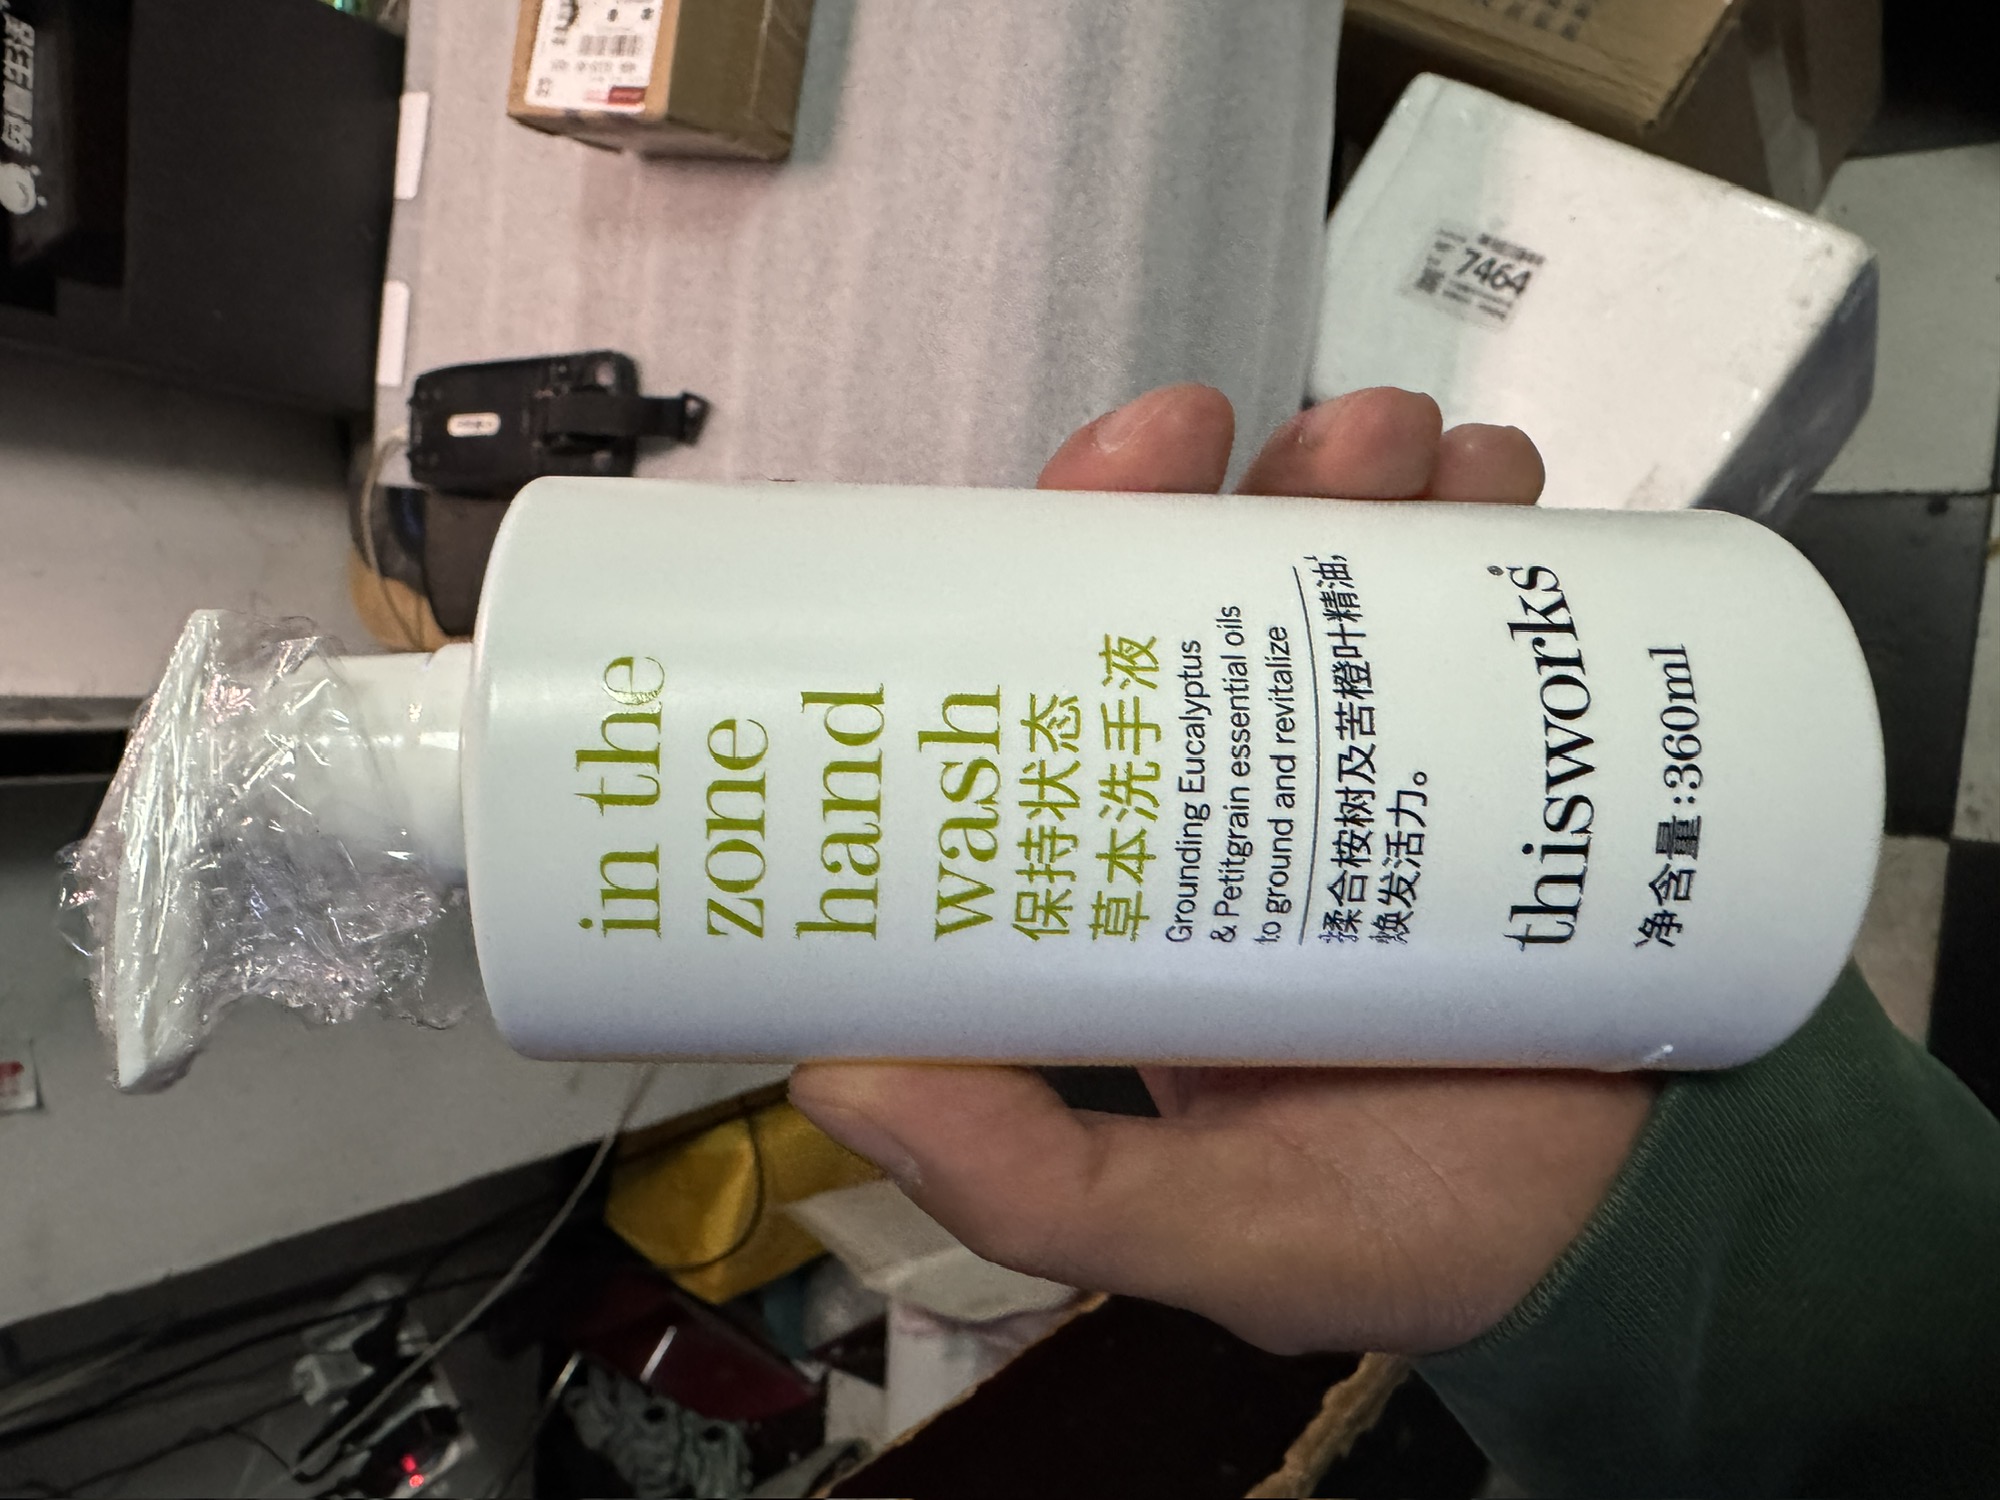 in the
zone
hand
wash
保持状态
草本洗手液
Grounding Eucalyptus
& Petitgrain essential oils
to ground and revitalize
揉合桉树及苦橙叶精油,
焕发活力。
thisworks®
净含量:360ml
7464
23